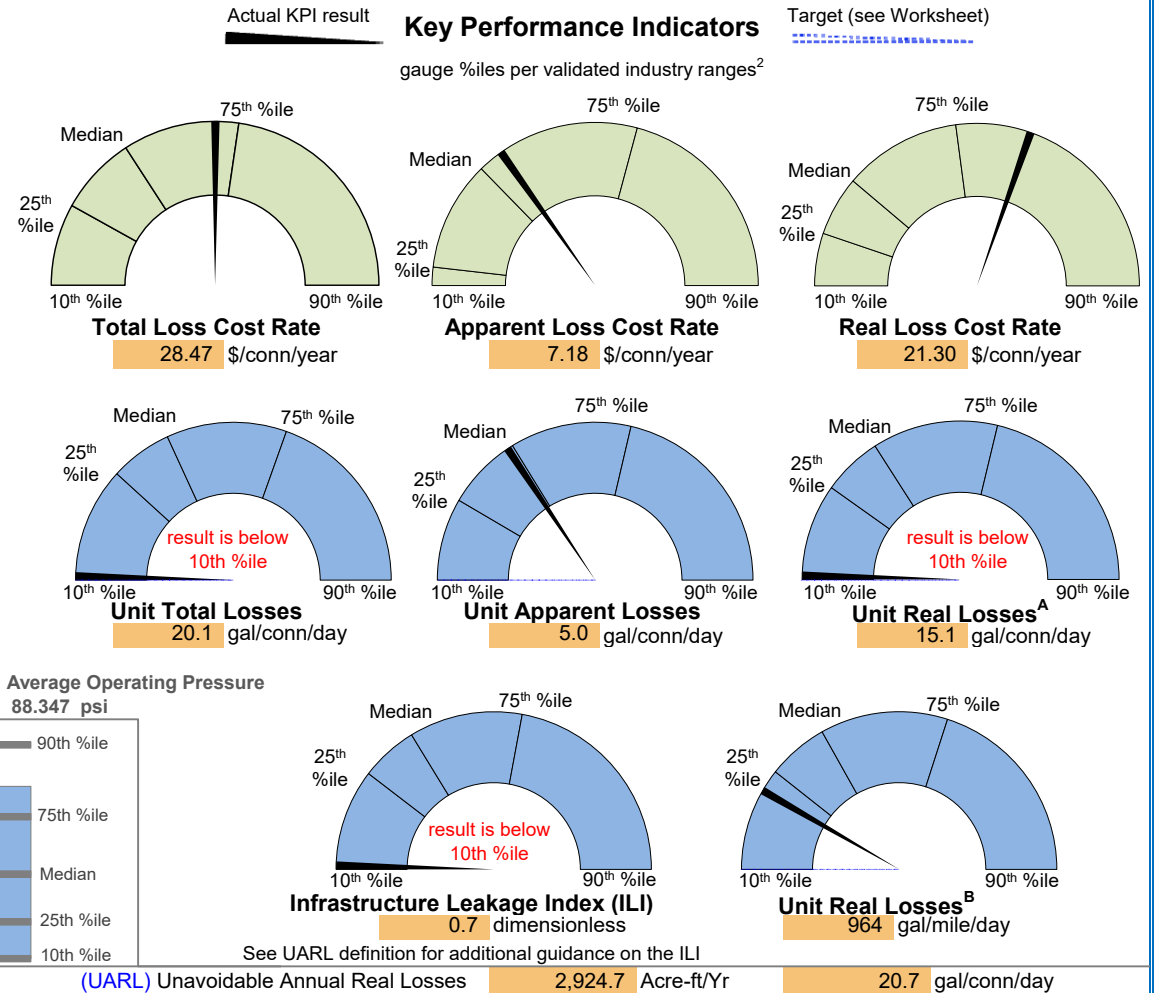 Actual KPI result
Key Performance Indicators
Target (see Worksheet)
gauge %iles per validated industry ranges2
10th %ile
25th %ile
Median
75th %ile
90th %ile
Total Loss Cost Rate
28.47 $/conn/year
10th %ile
25th %ile
Median
75th %ile
90th %ile
Apparent Loss Cost Rate
7.18 $/conn/year
10th %ile
25th %ile
Median
75th %ile
90th %ile
Real Loss Cost Rate
21.30 $/conn/year
10th %ile
25th %ile
Median
75th %ile
90th %ile
result is below
10th %ile
Unit Total Losses
20.1 gal/conn/day
10th %ile
25th %ile
Median
75th %ile
90th %ile
Unit Apparent Losses
5.0 gal/conn/day
10th %ile
25th %ile
Median
75th %ile
90th %ile
result is below
10th %ile
Unit Real LossesA
15.1 gal/conn/day
Average Operating Pressure
88.347 psi
90th %ile
75th %ile
Median
25th %ile
10th %ile
10th %ile
25th %ile
Median
75th %ile
90th %ile
result is below
10th %ile
Infrastructure Leakage Index (ILI)
0.7 dimensionless
See UARL definition for additional guidance on the ILI
10th %ile
25th %ile
Median
75th %ile
90th %ile
Unit Real LossesB
964 gal/mile/day
(UARL) Unavoidable Annual Real Losses 2,924.7 Acre-ft/Yr 20.7 gal/conn/day